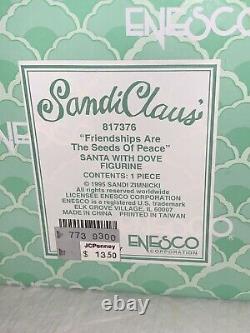 ENESCO
SandiClaus
817376
"Friendships Are
The Seeds Of Peace"
SANTA WITH DOVE
FIGURINE
CONTENTS: 1 PIECE
© 1995 SANDI ZIMNICKI
All rights reserved worldwide
LICENSEE ENESCO CORPORATION
ENESCO is a registered U.S. trademark
ELK GROVE VILLAGE, IL 60007
MADE IN CHINA PRINTED IN TAIWAN
773 9300
JCPenney
$ 13.50
ENESCO
CORPORATION